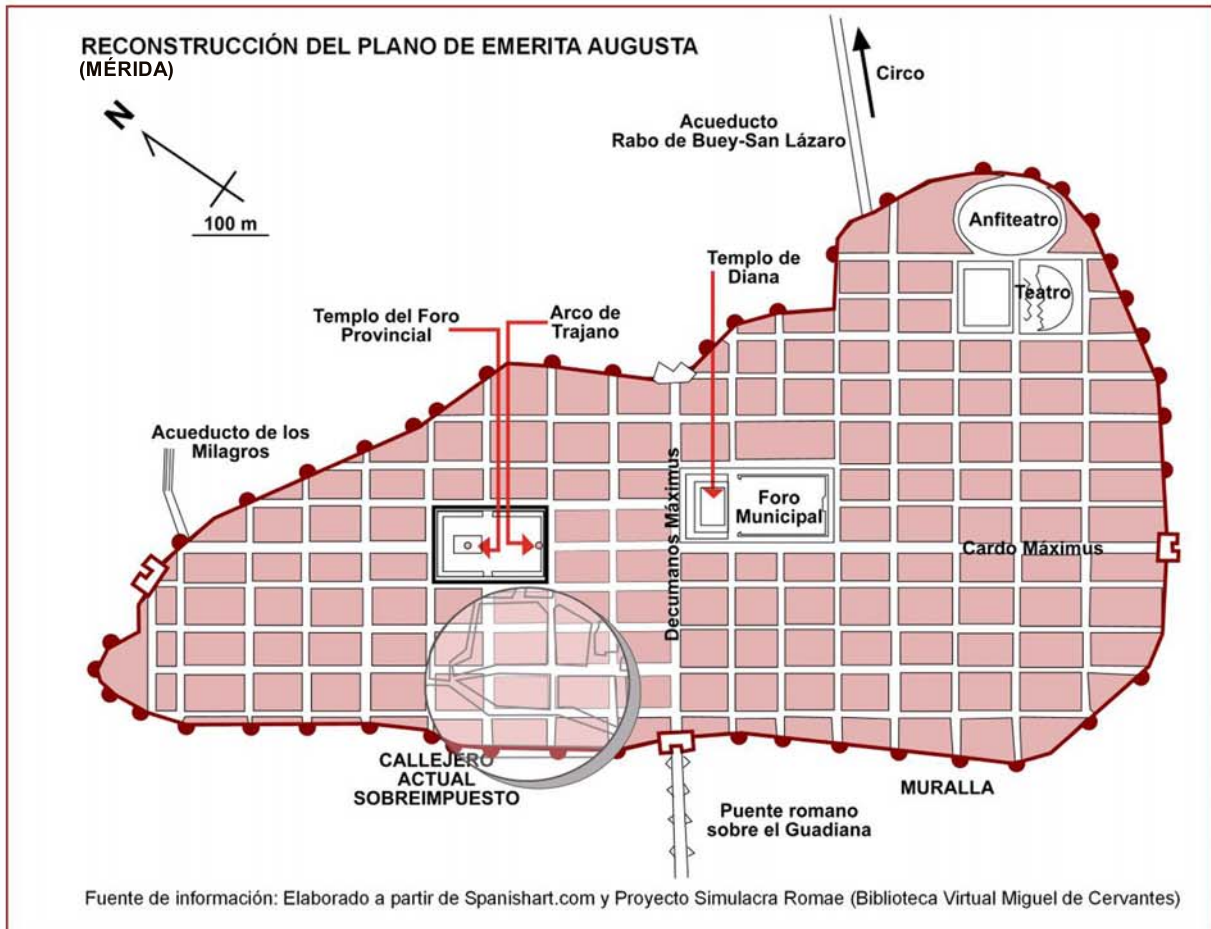 RECONSTRUCCIÓN DEL PLANO DE EMERITA AUGUSTA
(MÉRIDA)
N
100 m
Circo
Acueducto
Rabo de Buey-San Lázaro
Anfiteatro
Teatro
Templo de
Diana
Templo del Foro
Provincial
Arco de
Trajano
Acueducto de los
Milagros
Decumanos Máximus
Foro
Municipal
Cardo Máximus
CALLEJERO
ACTUAL
SOBREIMPUESTO
MURALLA
Puente romano
sobre el Guadiana
Fuente de información: Elaborado a partir de Spanishart.com y Proyecto Simulacra Romae (Biblioteca Virtual Miguel de Cervantes)